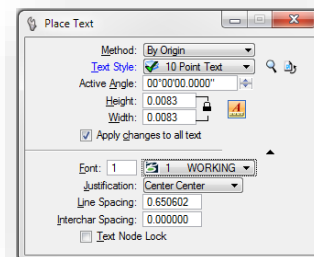 Place Text
Method: By Origin
Text Style: 10 Point Text
Active Angle: 00°00'00.0000"
Height: 0.0083
Width: 0.0083
Apply changes to all text
Font: 1 1 WORKING
Justification: Center Center
Line Spacing: 0.650602
Interchar Spacing: 0.000000
Text Node Lock